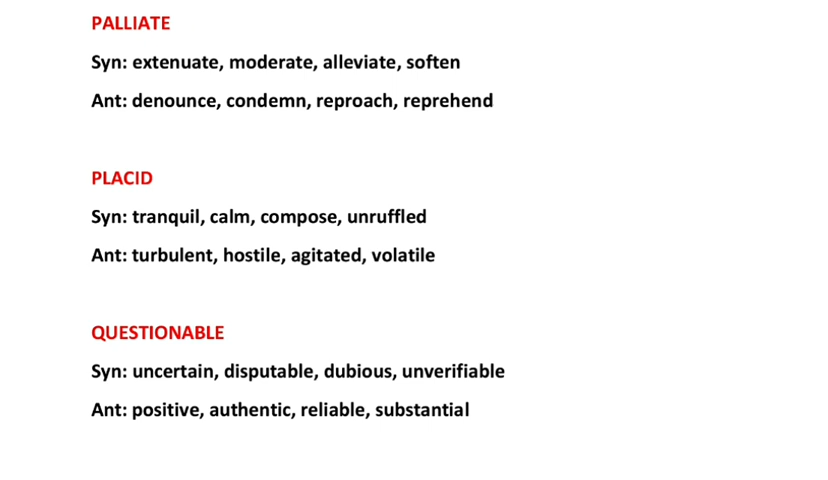 PALLIATE
Syn: extenuate, moderate, alleviate, soften
Ant: denounce, condemn, reproach, reprehend
PLACID
Syn: tranquil, calm, compose, unruffled
Ant: turbulent, hostile, agitated, volatile
QUESTIONABLE
Syn: uncertain, disputable, dubious, unverifiable
Ant: positive, authentic, reliable, substantial